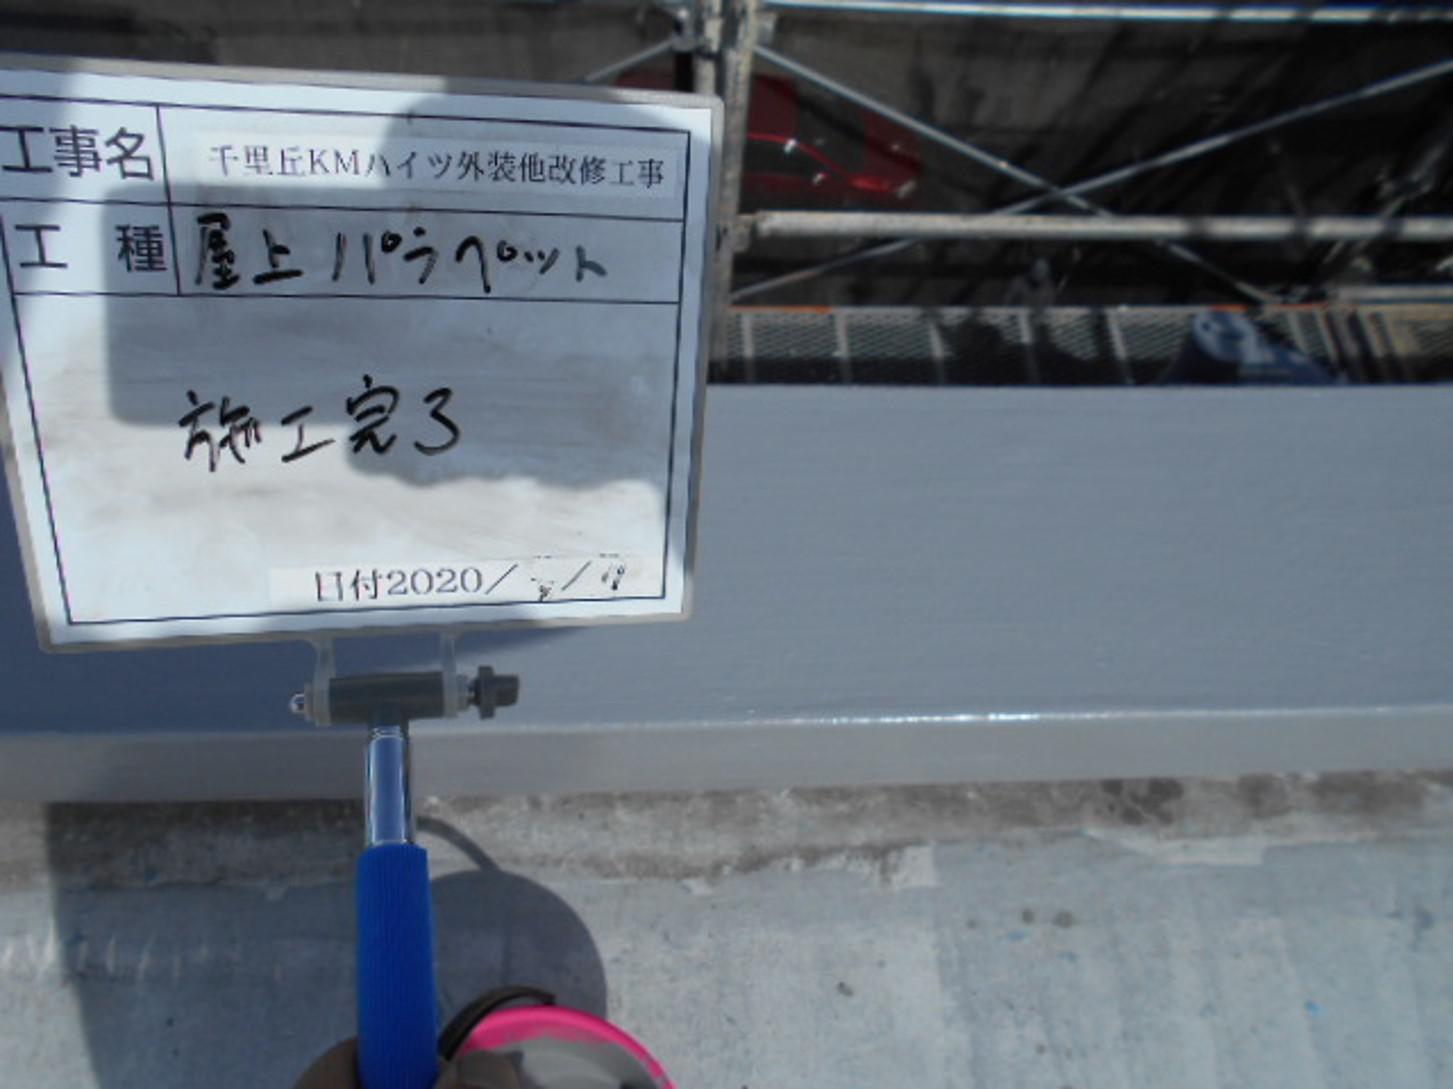 工事名 千里丘KMハイツ外装他改修工事
工種 屋上パラペット
施工完了
日付2020/ /